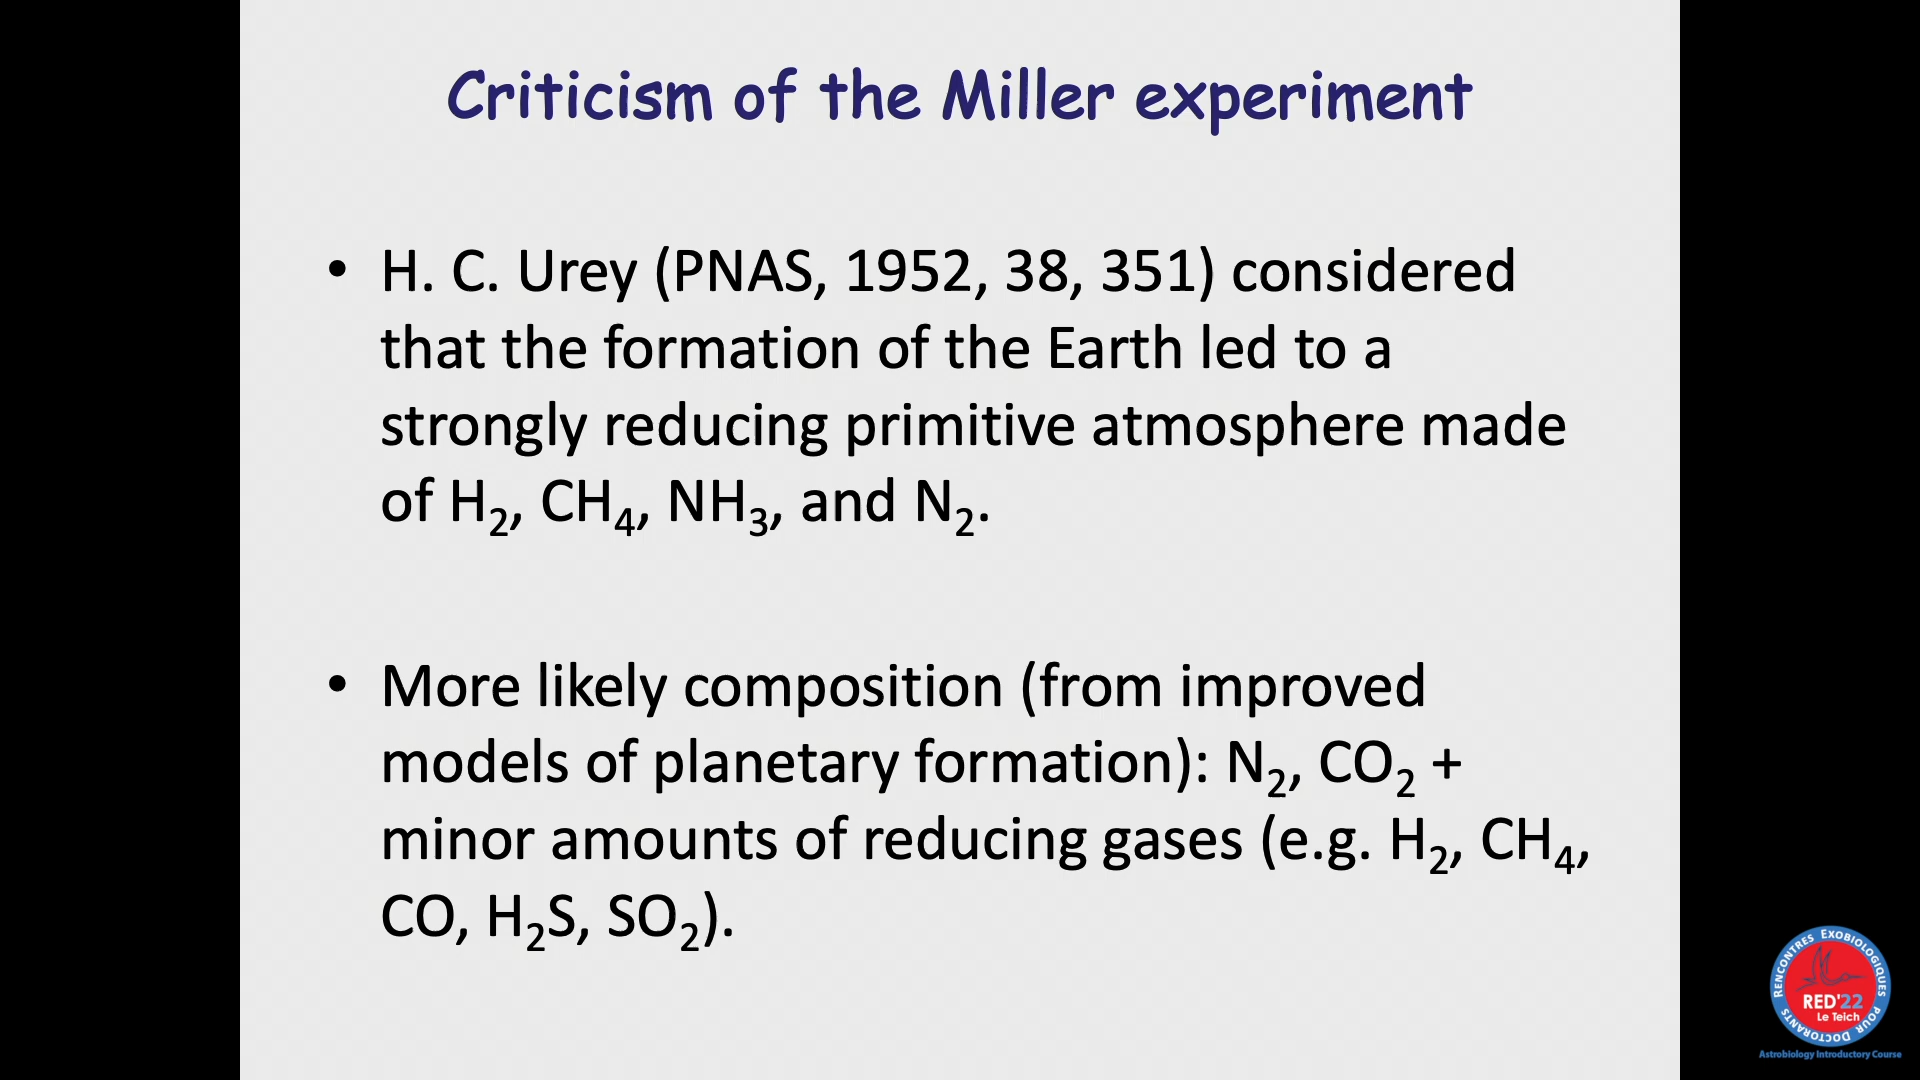 Criticism of the Miller experiment
• H. C. Urey (PNAS, 1952, 38, 351) considered
that the formation of the Earth led to a
strongly reducing primitive atmosphere made
of H₂, CH₄, NH₃, and N₂.
• More likely composition (from improved
models of planetary formation): N₂, CO₂ +
minor amounts of reducing gases (e.g. H₂, CH₄,
CO, H₂S, SO₂).
RENCONTRES EXOBIOLOGIQUES POUR DOCTORANTS
RED'22
Le Teich
Astrobiology Introductory Course